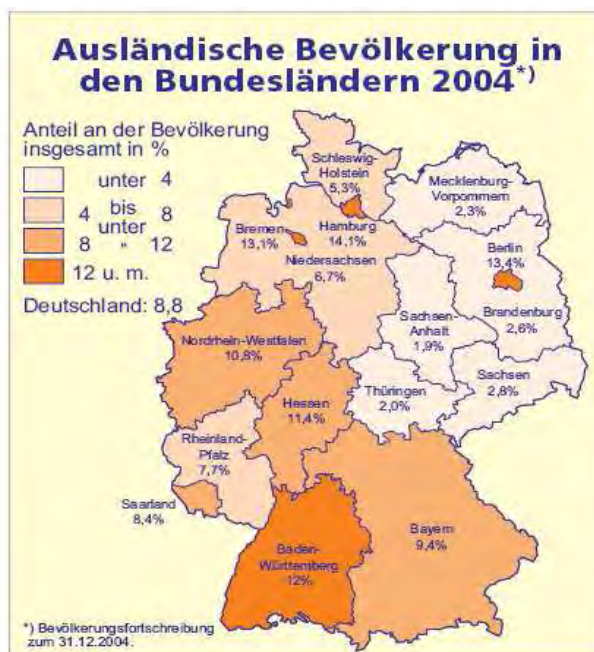 Ausländische Bevölkerung in
den Bundesländern 2004*)
Anteil an der Bevölkerung
insgesamt in %
unter 4
4 bis unter 8
8 " 12
12 u. m.
Deutschland: 8,8
Schleswig-
Holstein
5,3%
Mecklenburg-
Vorpommern
2,3%
Bremen
13,1%
Hamburg
14,1%
Niedersachsen
6,7%
Berlin
13,4%
Brandenburg
2,6%
Sachsen-
Anhalt
1,9%
Nordrhein-Westfalen
10,8%
Hessen
11,4%
Thüringen
2,0%
Sachsen
2,8%
Rheinland-
Pfalz
7,7%
Saarland
8,4%
Baden-
Württemberg
12%
Bayern
9,4%
*) Bevölkerungsfortschreibung
zum 31.12.2004.